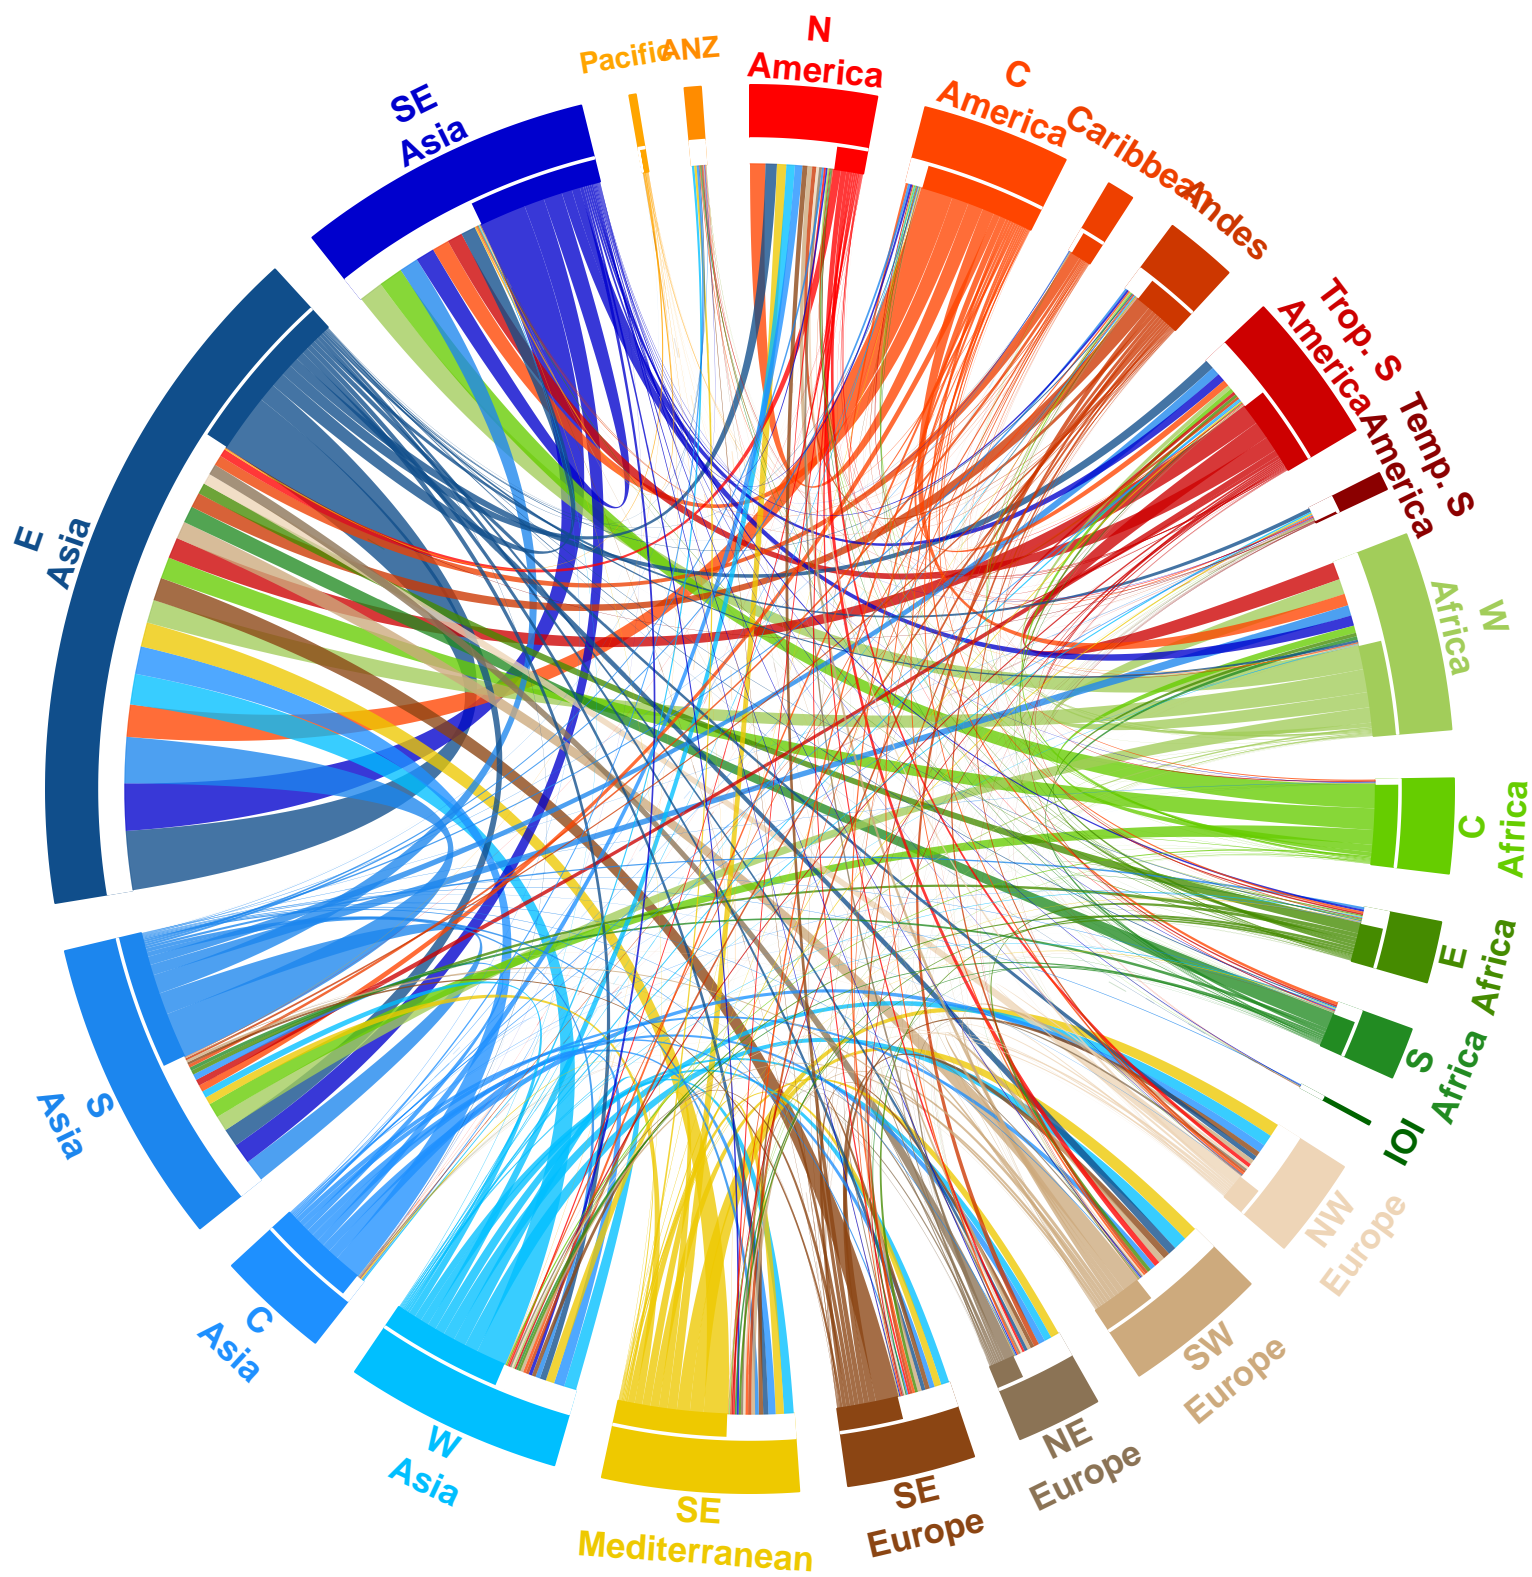 N
America
C
America
Caribbean
Andes
Trop. S
America
Temp. S
America
W
Africa
C
Africa
E
Africa
S
Africa
IOI
NW
Europe
SW
Europe
NE
Europe
SE
Europe
SE
Mediterranean
W
Asia
C
Asia
S
Asia
E
Asia
SE
Asia
Pacific
ANZ